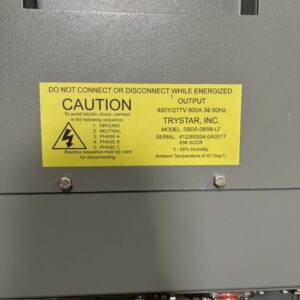 DO NOT CONNECT OR DISCONNECT WHILE ENERGIZED.
CAUTION
To avoid electric shock, connect
in the following sequence
1 GROUND
2 NEUTRAL
3 PHASE A
4 PHASE B
5 PHASE C
Reverse sequence must be used
for disconnecting
OUTPUT
480Y/277V 800A 3Φ 60Hz
TRYSTAR, INC.
MODEL: SBDS-085W-LF
SERIAL: 412260004-04/2017
65K SCCR
5 - 85% Humidity
Ambient Temperature of 40 Deg C